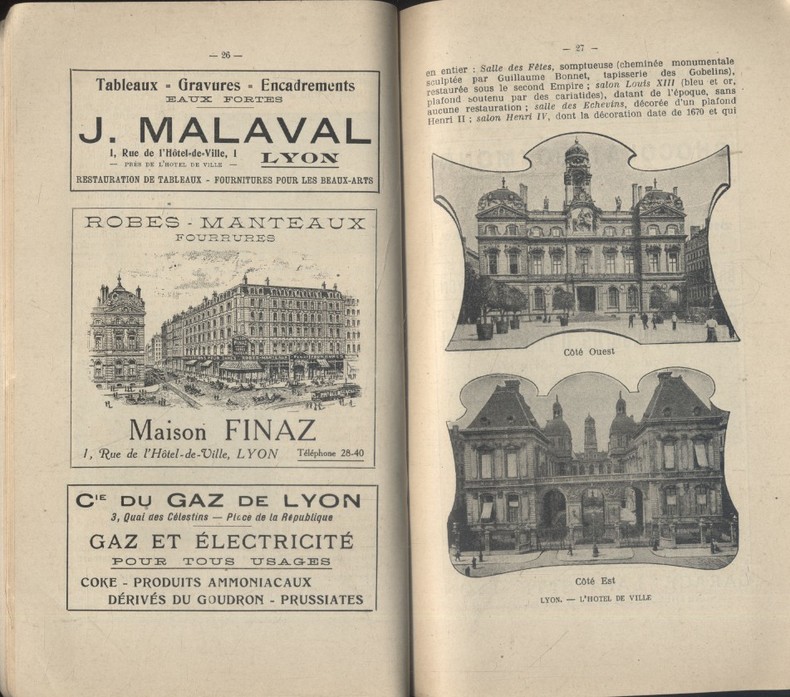 — 26 —
Tableaux - Gravures - Encadrements
EAUX FORTES
J. MALAVAL
1, Rue de l'Hôtel-de-Ville, 1
— PRÈS DE L'HOTEL DE VILLE —
LYON
RESTAURATION DE TABLEAUX - FOURNITURES POUR LES BEAUX-ARTS
ROBES - MANTEAUX
FOURRURES
Maison FINAZ
1, Rue de l'Hôtel-de-Ville, LYON
Téléphone 28-40
CIE DU GAZ DE LYON
3, Quai des Célestins — Place de la République
GAZ ET ÉLECTRICITÉ
POUR TOUS USAGES
COKE - PRODUITS AMMONIACAUX
DÉRIVÉS DU GOUDRON - PRUSSIATES
— 27 —
en entier : Salle des Fêtes, somptueuse (cheminée monumentale
sculptée par Guillaume Bonnet, tapisserie des Gobelins),
restaurée sous le second Empire ; salon Louis XIII (bleu et or,
plafond soutenu par des cariatides), datant de l'époque, sans
aucune restauration ; salle des Echevins, décorée d'un plafond
Henri II ; salon Henri IV, dont la décoration date de 1670 et qui
Côté Ouest
Côté Est
LYON. — L'HOTEL DE VILLE